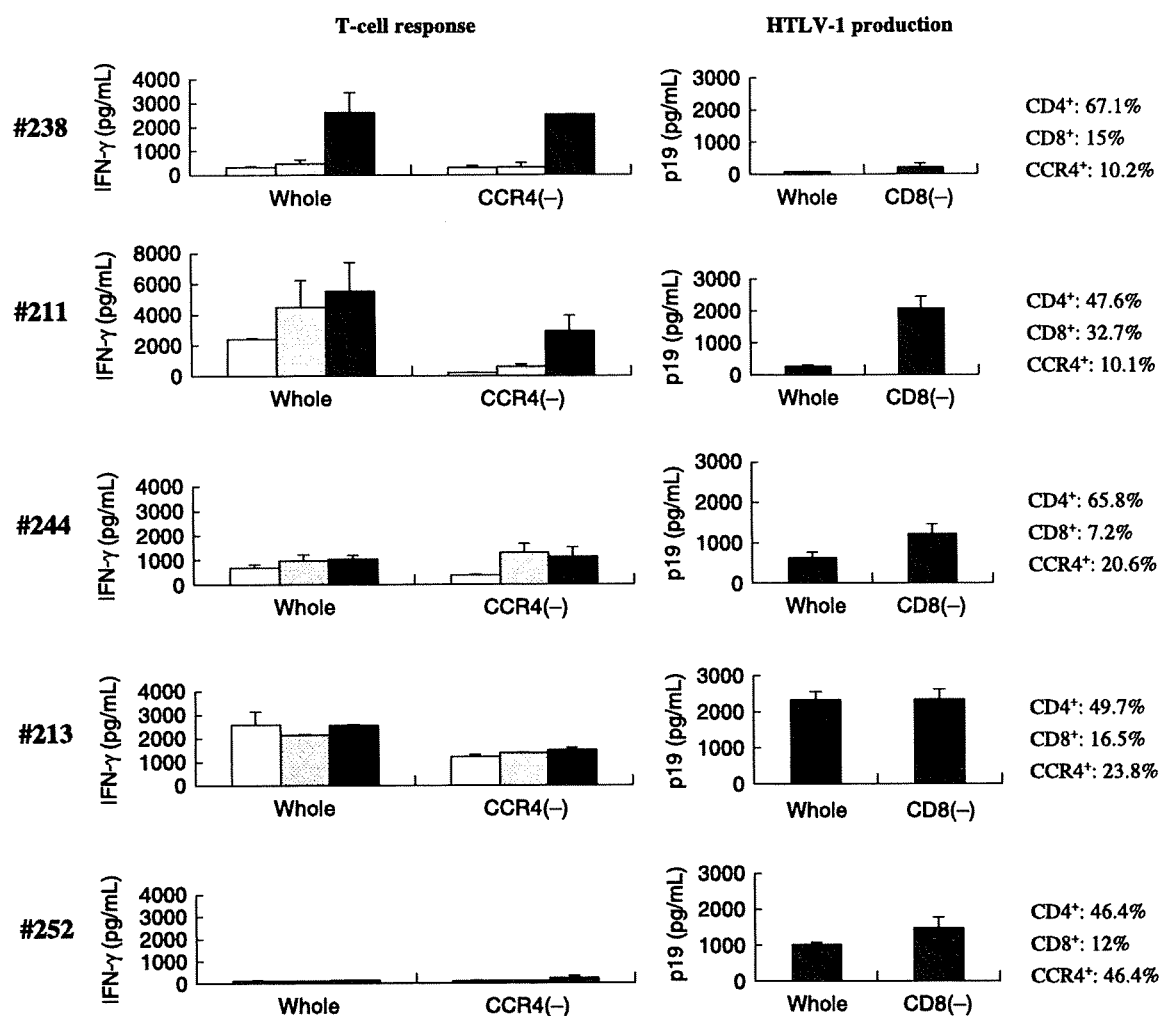 T-cell response
HTLV-1 production
#238
IFN-γ (pg/mL)
4000
3000
2000
1000
0
Whole
CCR4(–)
p19 (pg/mL)
3000
2000
1000
0
Whole
CD8(–)
CD4⁺: 67.1%
CD8⁺: 15%
CCR4⁺: 10.2%
#211
IFN-γ (pg/mL)
8000
6000
4000
2000
0
Whole
CCR4(–)
p19 (pg/mL)
3000
2000
1000
0
Whole
CD8(–)
CD4⁺: 47.6%
CD8⁺: 32.7%
CCR4⁺: 10.1%
#244
IFN-γ (pg/mL)
4000
3000
2000
1000
0
Whole
CCR4(–)
p19 (pg/mL)
3000
2000
1000
0
Whole
CD8(–)
CD4⁺: 65.8%
CD8⁺: 7.2%
CCR4⁺: 20.6%
#213
IFN-γ (pg/mL)
4000
3000
2000
1000
0
Whole
CCR4(–)
p19 (pg/mL)
3000
2000
1000
0
Whole
CD8(–)
CD4⁺: 49.7%
CD8⁺: 16.5%
CCR4⁺: 23.8%
#252
IFN-γ (pg/mL)
4000
3000
2000
1000
0
Whole
CCR4(–)
p19 (pg/mL)
3000
2000
1000
0
Whole
CD8(–)
CD4⁺: 46.4%
CD8⁺: 12%
CCR4⁺: 46.4%